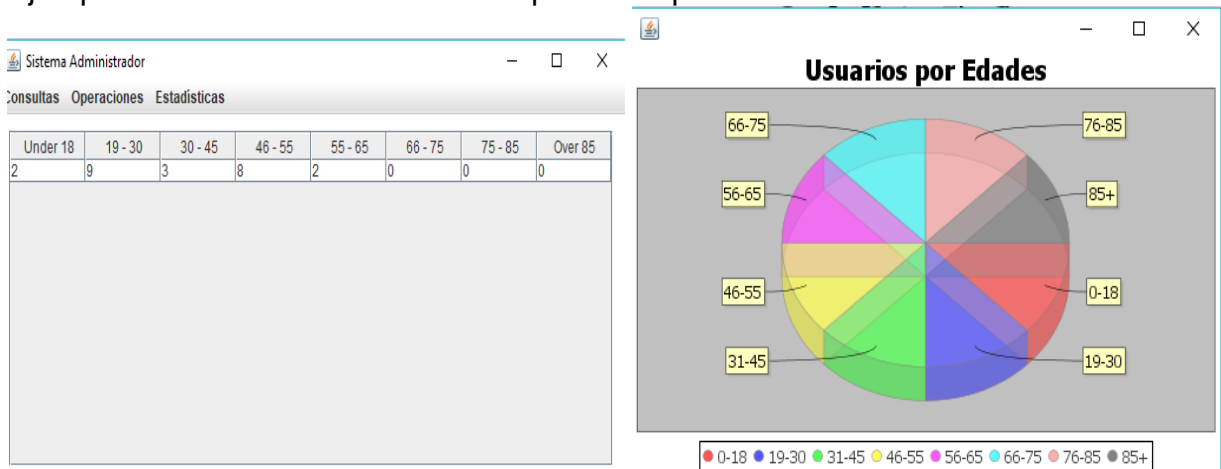 Sistema Administrador
Consultas Operaciones Estadísticas
Under 18 19 - 30 30 - 45 46 - 55 55 - 65 66 - 75 75 - 85 Over 85
2 9 3 8 2 0 0 0
Usuarios por Edades
66-75 76-85
56-65 85+
46-55 0-18
31-45 19-30
0-18 19-30 31-45 46-55 56-65 66-75 76-85 85+